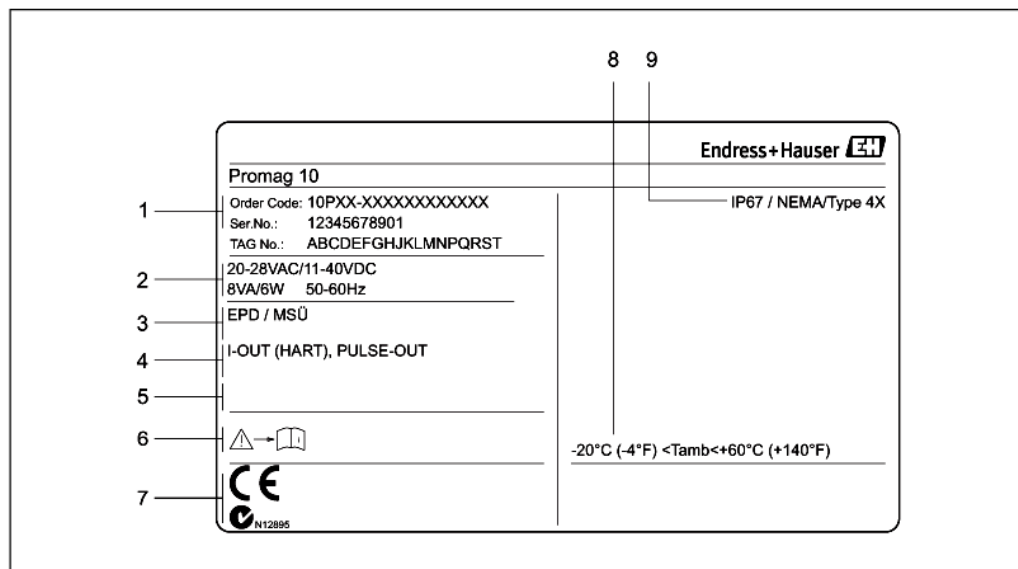 8 9
Endress+Hauser EH
Promag 10
1
Order Code: 10PXX-XXXXXXXXXXXX
Ser.No.: 12345678901
TAG No.: ABCDEFGHJKLMNPQRST
IP67 / NEMA/Type 4X
2
20-28VAC/11-40VDC
8VA/6W 50-60Hz
3
EPD / MSÜ
4
I-OUT (HART), PULSE-OUT
5
6
-20°C (-4°F) <Tamb<+60°C (+140°F)
7
CE
N12895